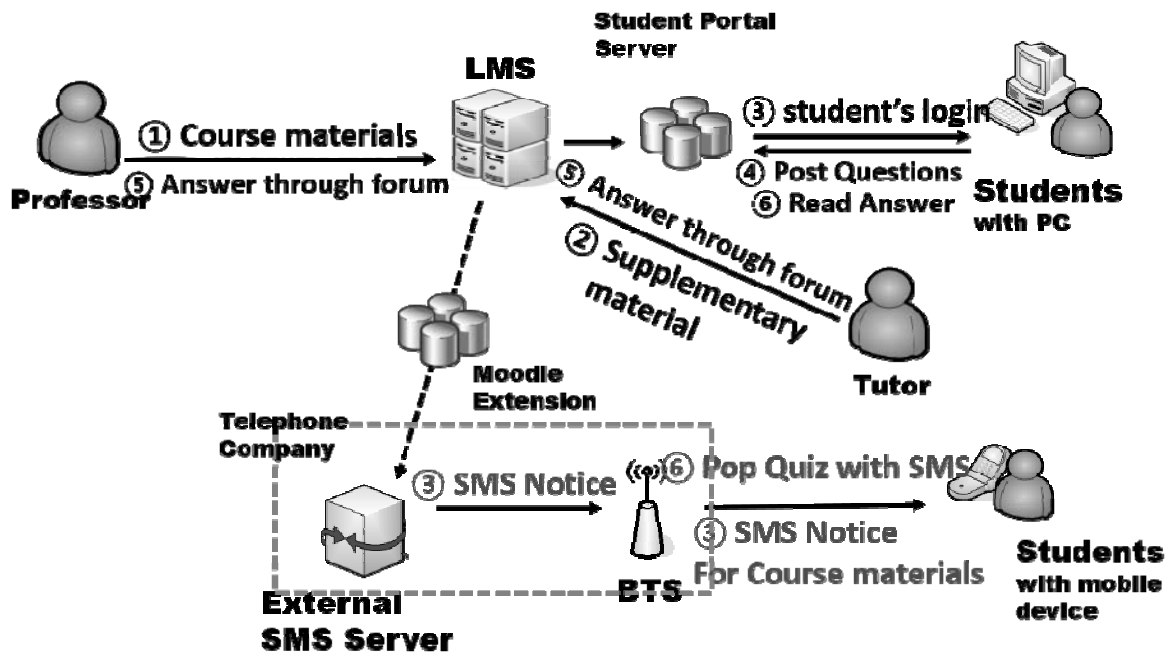 Student Portal
Server
LMS
① Course materials
⑤ Answer through forum
Professor
③ student's login
④ Post Questions
⑥ Read Answer
Students
with PC
⑤ Answer through forum
② Supplementary
material
Tutor
Moodle
Extension
Telephone
Company
③ SMS Notice
⑥ Pop Quiz with SMS
③ SMS Notice
For Course materials
BTS
External
SMS Server
Students
with mobile
device